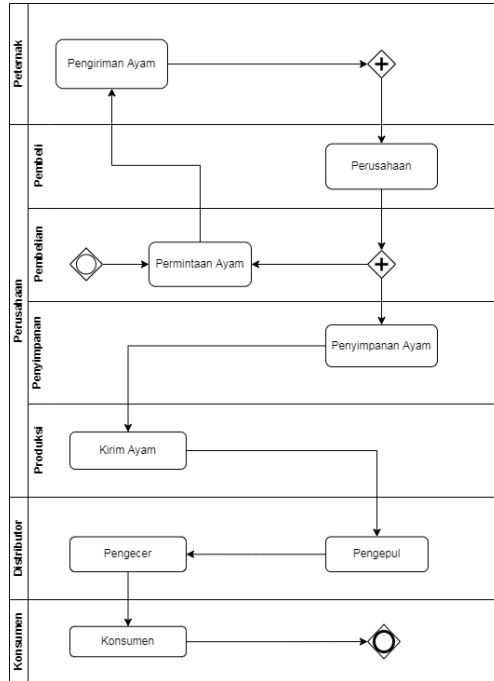 Peternak
Pengiriman Ayam
Perusahaan
Pembeli
Perusahaan
Pembelian
Permintaan Ayam
Penyimpanan
Penyimpanan Ayam
Produksi
Kirim Ayam
Distributor
Pengecer
Pengepul
Konsumen
Konsumen